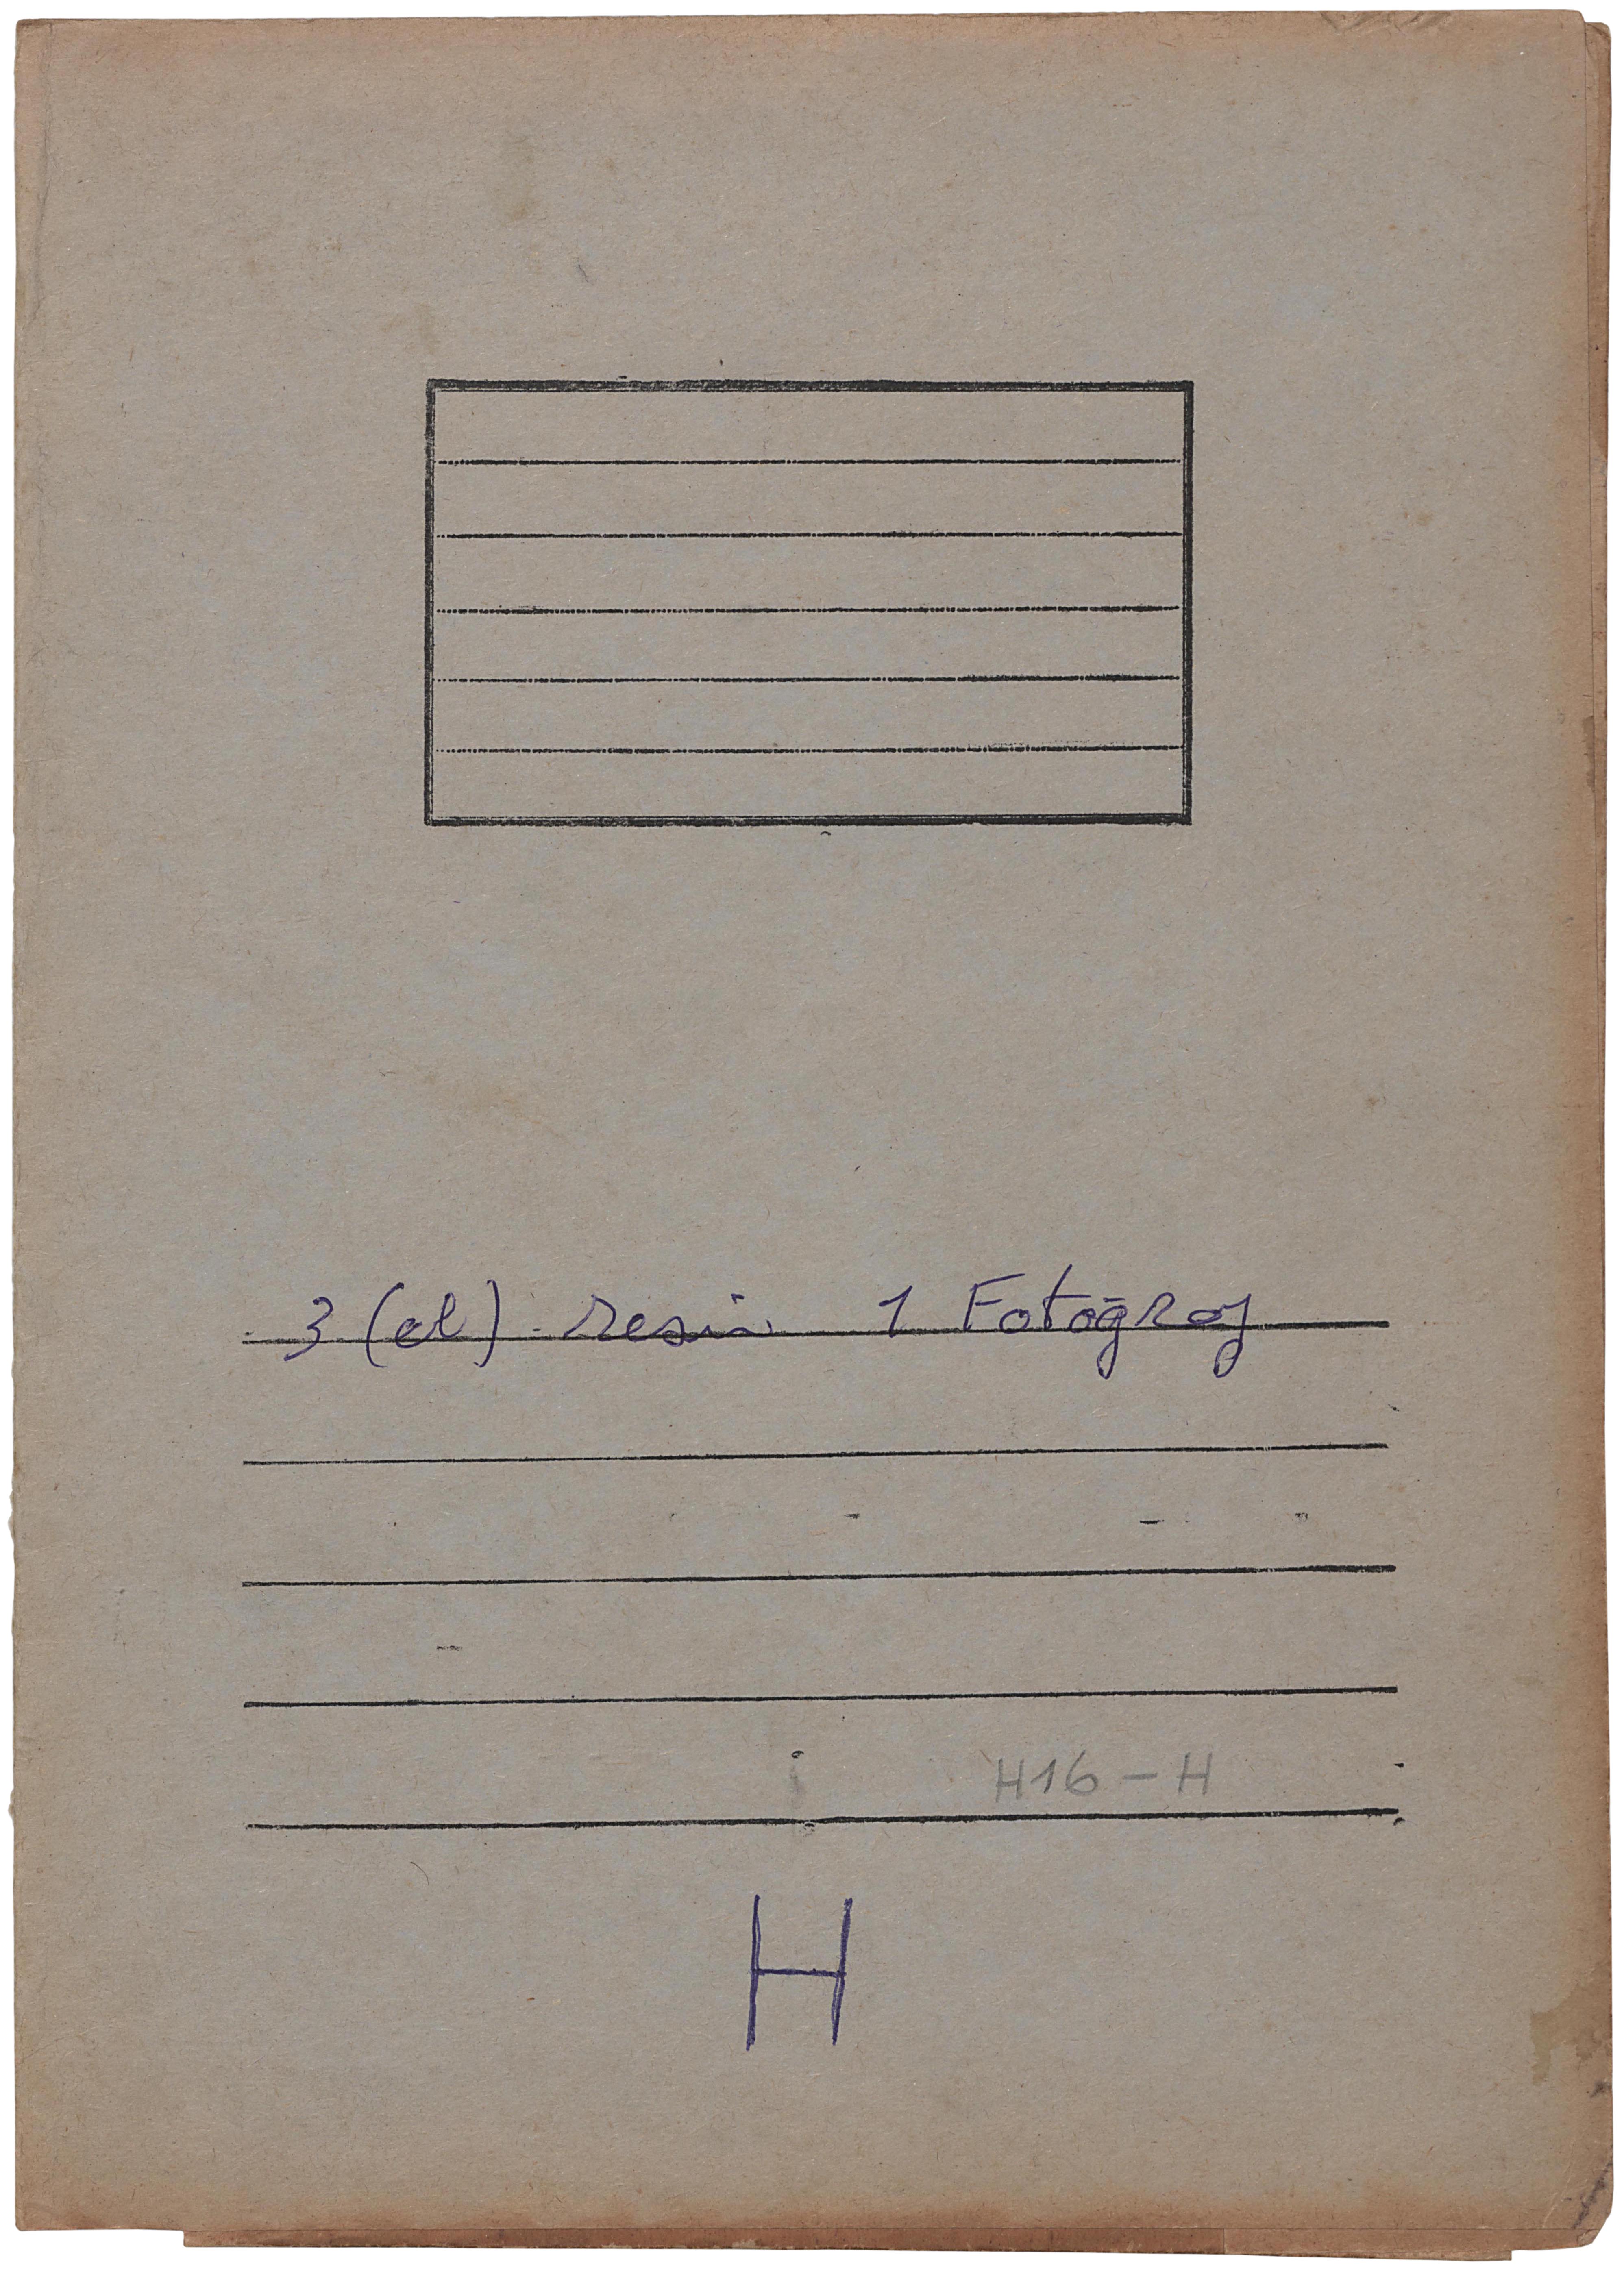 3 (el) resim 1 Fotoğraf
H16 - H
H